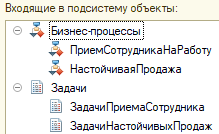 Входящие в подсистему объекты:
Бизнес-процессы
ПриемСотрудникаНаРаботу
НастойчиваяПродажа
Задачи
ЗадачиПриемаСотрудника
ЗадачиНастойчивыхПродаж